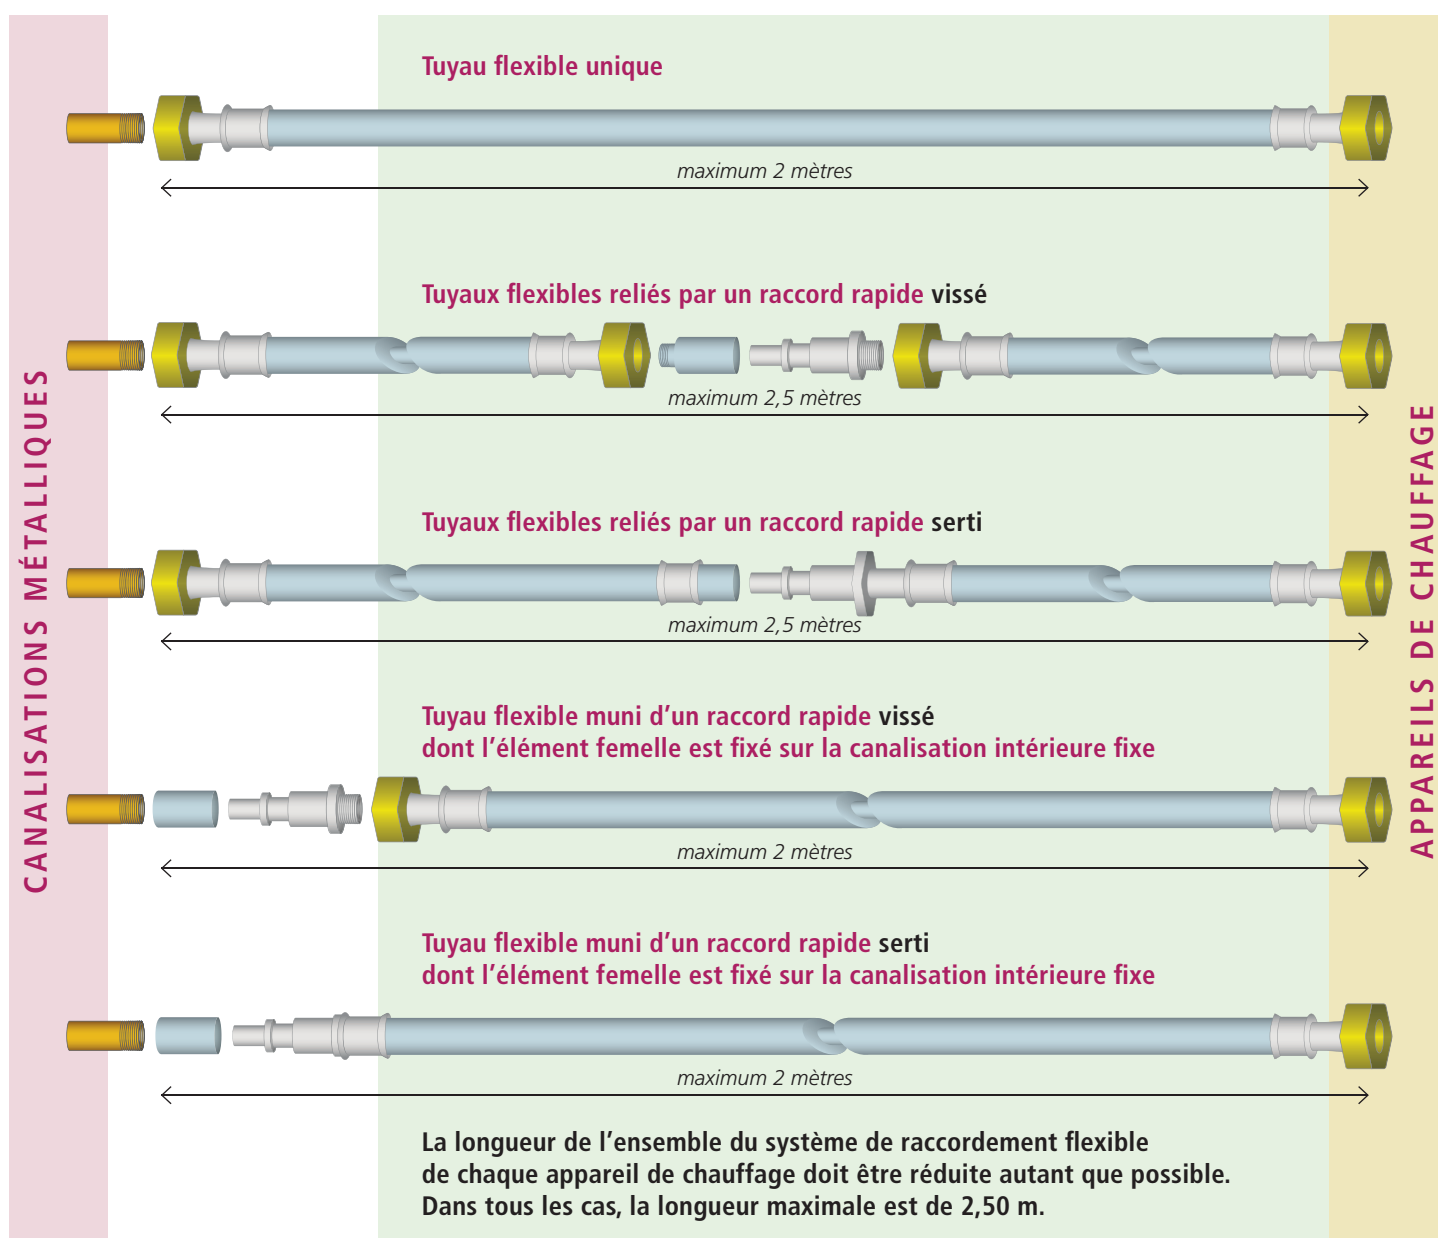 Tuyau flexible unique
maximum 2 mètres
Tuyaux flexibles reliés par un raccord rapide vissé
maximum 2,5 mètres
Tuyaux flexibles reliés par un raccord rapide serti
maximum 2,5 mètres
Tuyau flexible muni d’un raccord rapide vissé
dont l’élément femelle est fixé sur la canalisation intérieure fixe
maximum 2 mètres
Tuyau flexible muni d’un raccord rapide serti
dont l’élément femelle est fixé sur la canalisation intérieure fixe
maximum 2 mètres
La longueur de l’ensemble du système de raccordement flexible
de chaque appareil de chauffage doit être réduite autant que possible.
Dans tous les cas, la longueur maximale est de 2,50 m.
CANALISATIONS MÉTALLIQUES
APPAREILS DE CHAUFFAGE